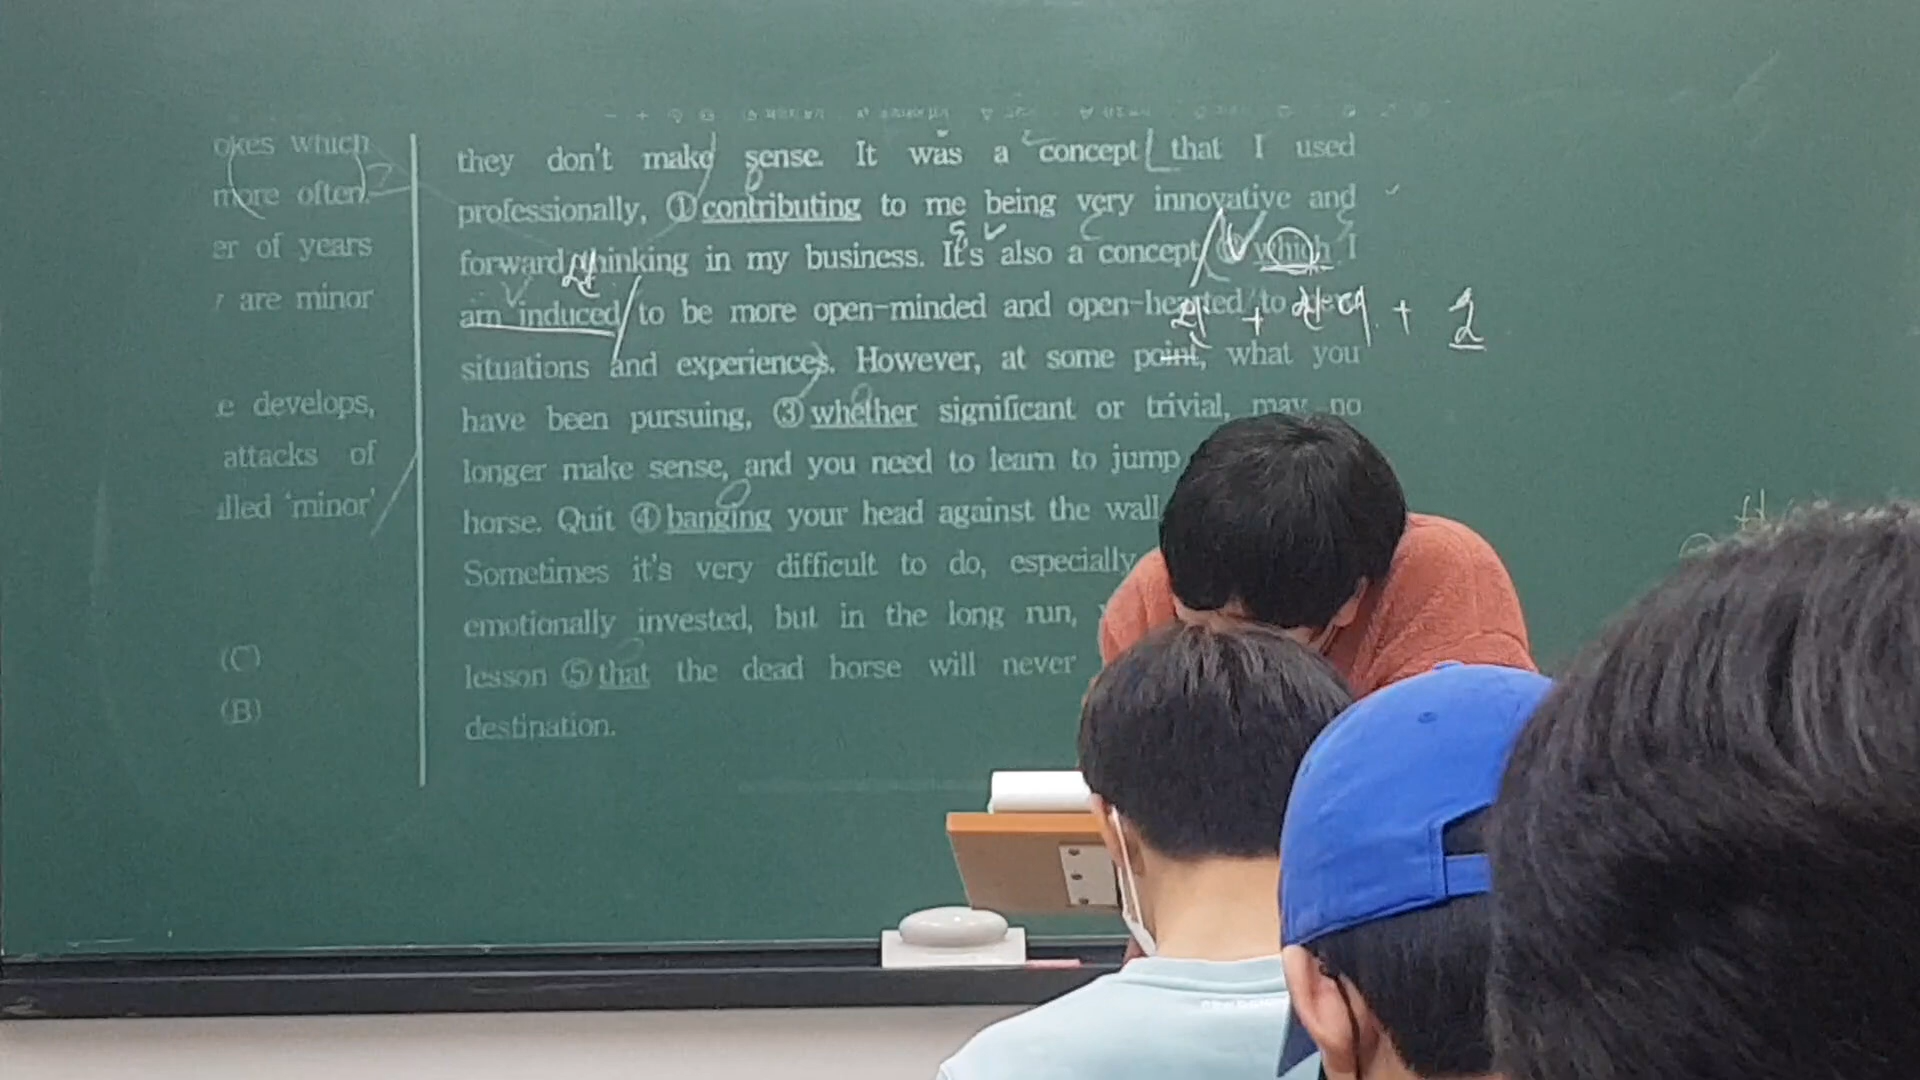 okes which
more often.
er of years
are minor
e develops,
attacks of
lled 'minor'
(C)
(B)
they don't make sense. It was a concept that I used
professionally, ① contributing to me being very innovative and
forward thinking in my business. It's also a concept ② which I
am induced to be more open-minded and open-hearted to
situations and experiences. However, at some point, what you
have been pursuing, ③ whether significant or trivial, may no
longer make sense, and you need to learn to jump
horse. Quit ④ banging your head against the wall
Sometimes it's very difficult to do, especially
emotionally invested, but in the long run,
lesson ⑤ that the dead horse will never
destination.